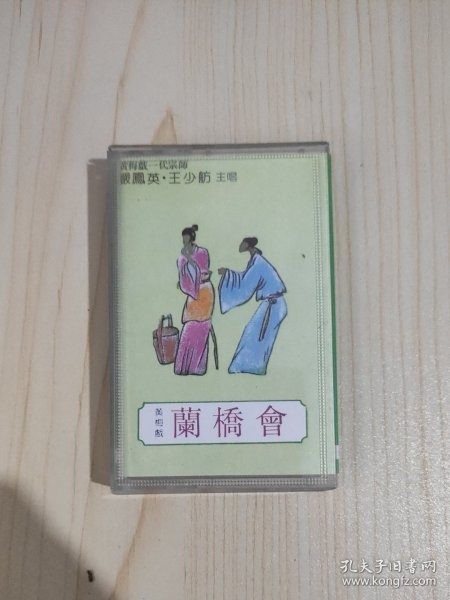 黃梅戲一代宗師
嚴鳳英·王少舫 主唱
黃梅戲
蘭橋會
孔夫子旧书网
www.kongfz.com